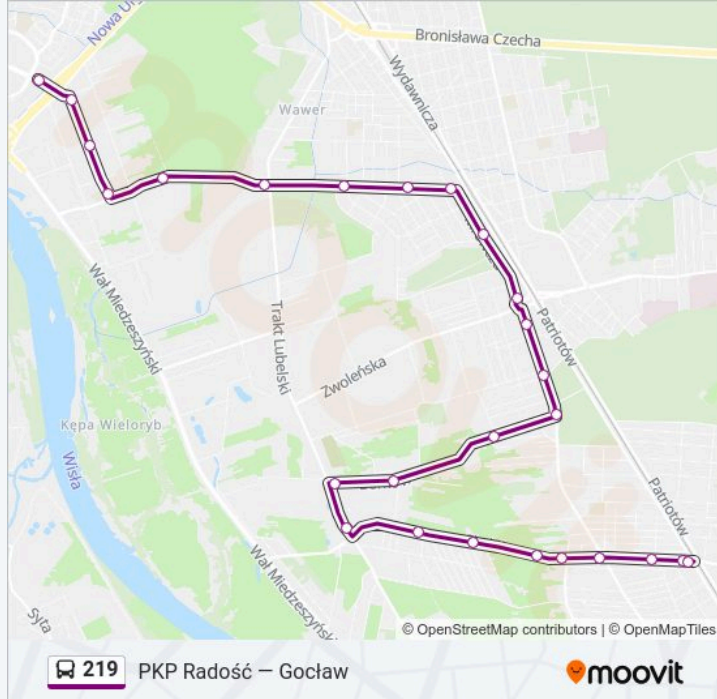 Nowa
Bronisława Czecha
Wydawnicza
Wawer
Wał Miedzeszyński
Trakt Lubelski
Patriotów
Zwoleńska
Kępa Wieloryb
Wisła
Patriotów
Wał Miedzeszyński
Syta
© OpenStreetMap contributors | © OpenMapTiles
219 PKP Radość — Gocław
moovit